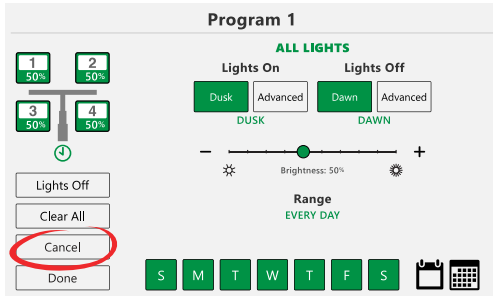 Program 1
1
50%
2
50%
3
50%
4
50%
Lights Off
Clear All
Cancel
Done
ALL LIGHTS
Lights On
Lights Off
Dusk
Advanced
Dawn
Advanced
DUSK
DAWN
−
+
Brightness: 50%
Range
EVERY DAY
S M T W T F S